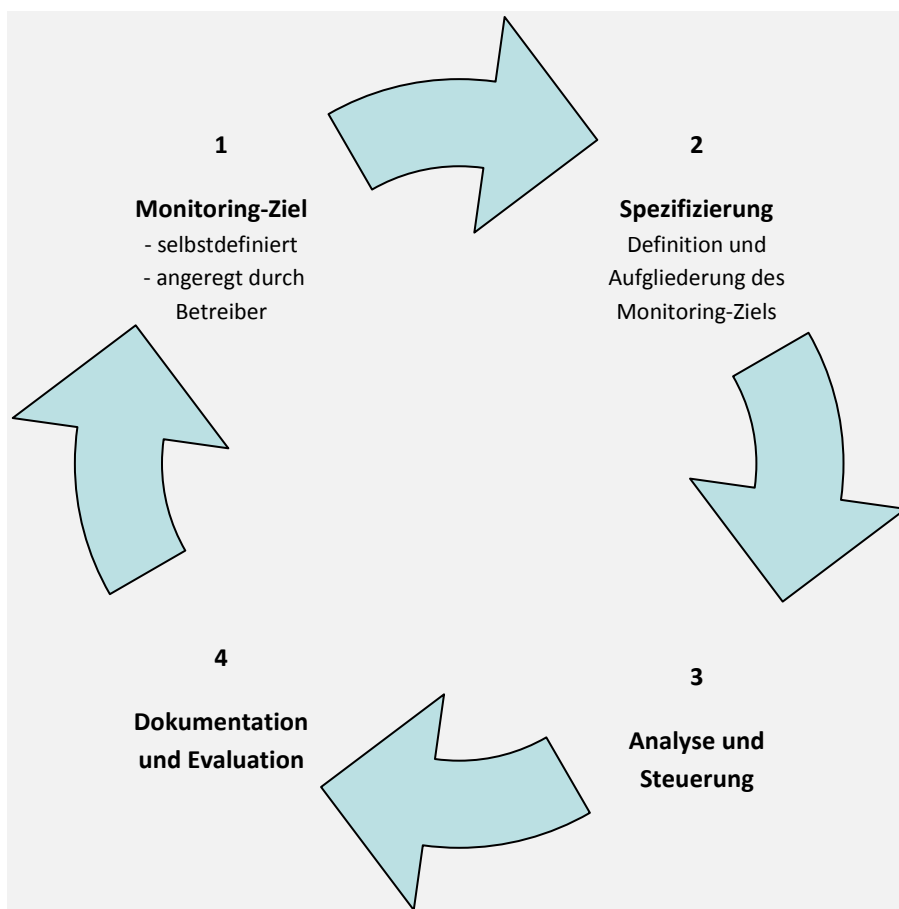 1
Monitoring-Ziel
- selbstdefiniert
- angeregt durch
Betreiber
2
Spezifizierung
Definition und
Aufgliederung des
Monitoring-Ziels
3
Analyse und
Steuerung
4
Dokumentation
und Evaluation